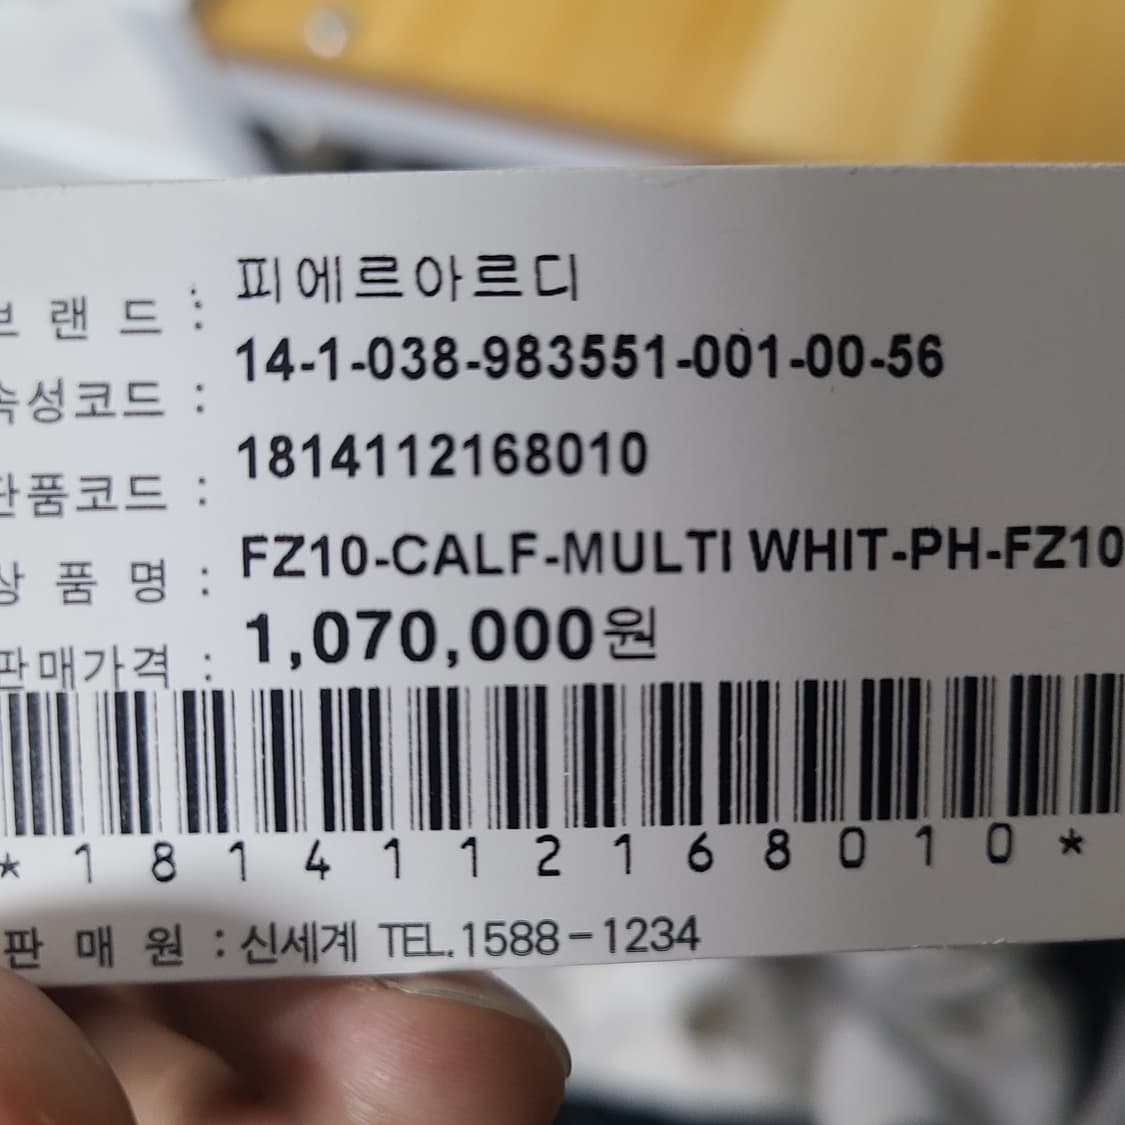 브 랜 드 : 피에르아르디
속성코드 : 14-1-038-983551-001-00-56
단품코드 : 1814112168010
상 품 명 : FZ10-CALF-MULTI WHIT-PH-FZ10
판매가격 : 1,070,000원
* 1 8 1 4 1 1 2 1 6 8 0 1 0 *
판 매 원 : 신세계 TEL.1588-1234